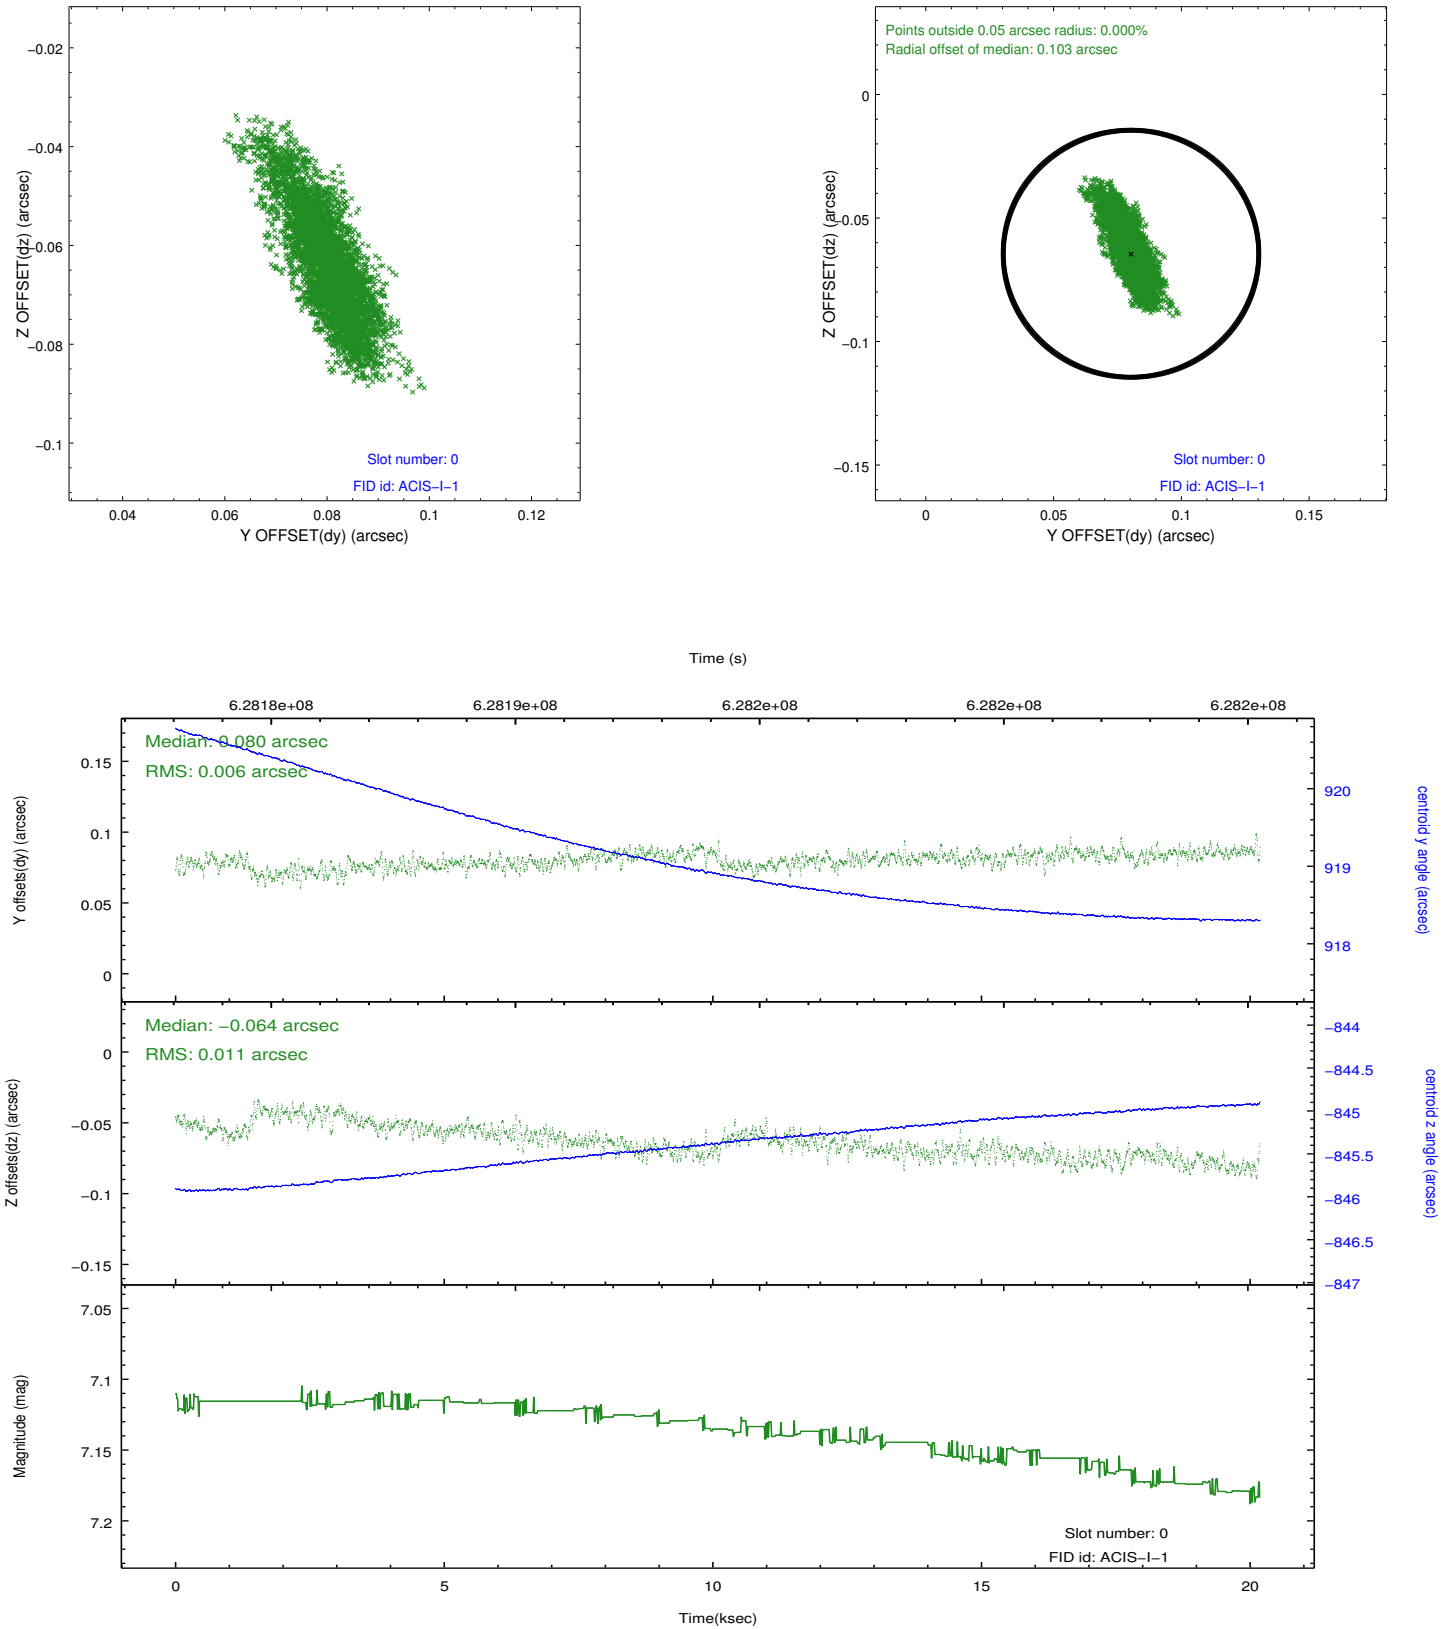 −0.02
−0.04
−0.06
−0.08
−0.1
Z OFFSET(dz) (arcsec)
Slot number: 0
FID id: ACIS−I−1
0.04 0.06 0.08 0.1 0.12
Y OFFSET(dy) (arcsec)
Points outside 0.05 arcsec radius: 0.000%
Radial offset of median: 0.103 arcsec
0
−0.05
−0.1
−0.15
Z OFFSET(dz) (arcsec)
Slot number: 0
FID id: ACIS−I−1
0 0.05 0.1 0.15
Y OFFSET(dy) (arcsec)
Time (s)
6.2818e+08 6.2819e+08 6.282e+08 6.282e+08 6.282e+08
Median: 0.080 arcsec
RMS: 0.006 arcsec
0.15
0.1
0.05
0
Y offsets(dy) (arcsec)
920
919
918
centroid y angle (arcsec)
Median: −0.064 arcsec
RMS: 0.011 arcsec
0
−0.05
−0.1
−0.15
Z offsets(dz) (arcsec)
−844
−844.5
−845
−845.5
−846
−846.5
−847
centroid z angle (arcsec)
7.05
7.1
7.15
7.2
Magnitude (mag)
Slot number: 0
FID id: ACIS−I−1
0 5 10 15 20
Time(ksec)